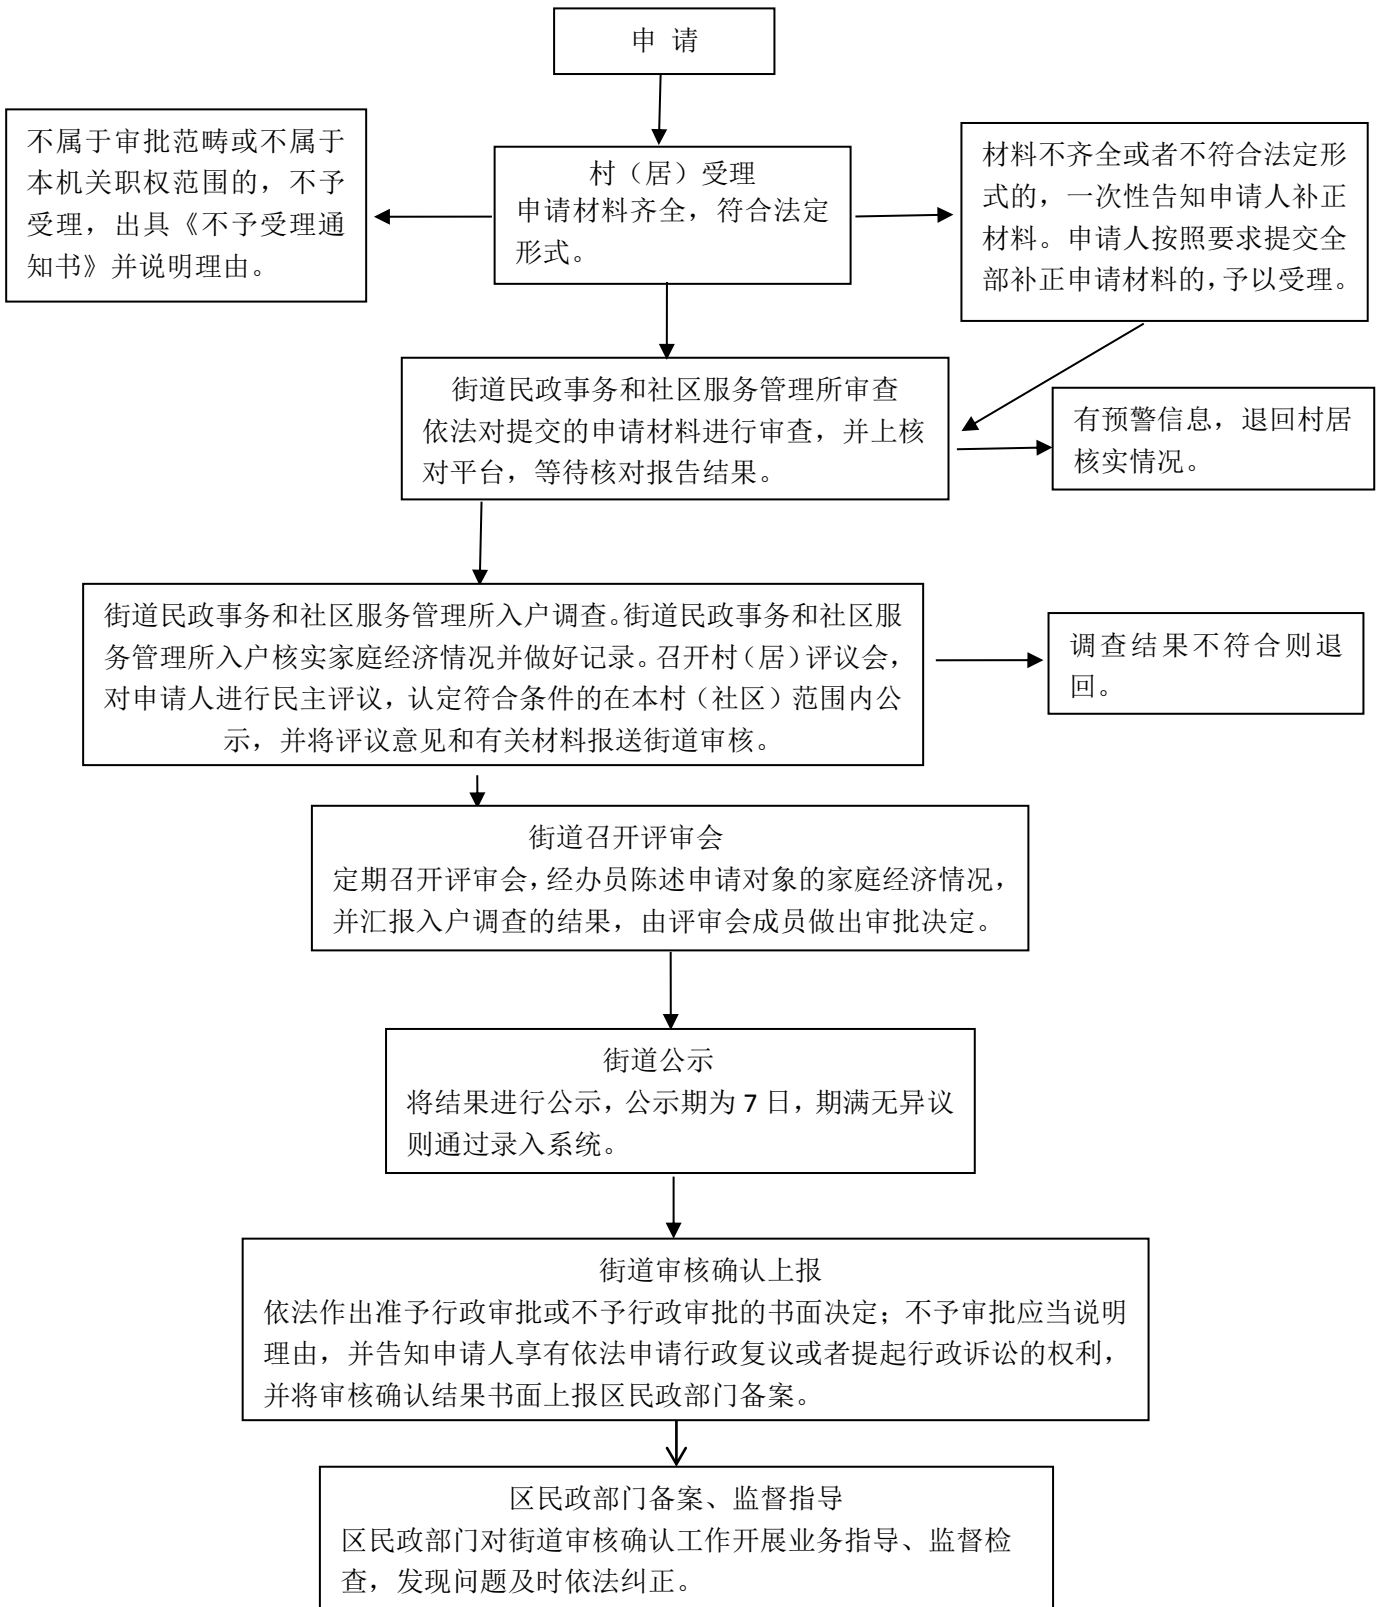 申 请
不属于审批范畴或不属于
本机关职权范围的，不予
受理，出具《不予受理通
知书》并说明理由。
村（居）受理
申请材料齐全，符合法定
形式。
材料不齐全或者不符合法定形
式的，一次性告知申请人补正
材料。申请人按照要求提交全
部补正申请材料的，予以受理。
街道民政事务和社区服务管理所审查
依法对提交的申请材料进行审查，并上核
对平台，等待核对报告结果。
有预警信息，退回村居
核实情况。
街道民政事务和社区服务管理所入户调查。街道民政事务和社区服
务管理所入户核实家庭经济情况并做好记录。召开村（居）评议会，
对申请人进行民主评议，认定符合条件的在本村（社区）范围内公
示，并将评议意见和有关材料报送街道审核。
调查结果不符合则退
回。
街道召开评审会
定期召开评审会，经办员陈述申请对象的家庭经济情况，
并汇报入户调查的结果，由评审会成员做出审批决定。
街道公示
将结果进行公示，公示期为 7 日，期满无异议
则通过录入系统。
街道审核确认上报
依法作出准予行政审批或不予行政审批的书面决定；不予审批应当说明
理由，并告知申请人享有依法申请行政复议或者提起行政诉讼的权利，
并将审核确认结果书面上报区民政部门备案。
区民政部门备案、监督指导
区民政部门对街道审核确认工作开展业务指导、监督检
查，发现问题及时依法纠正。